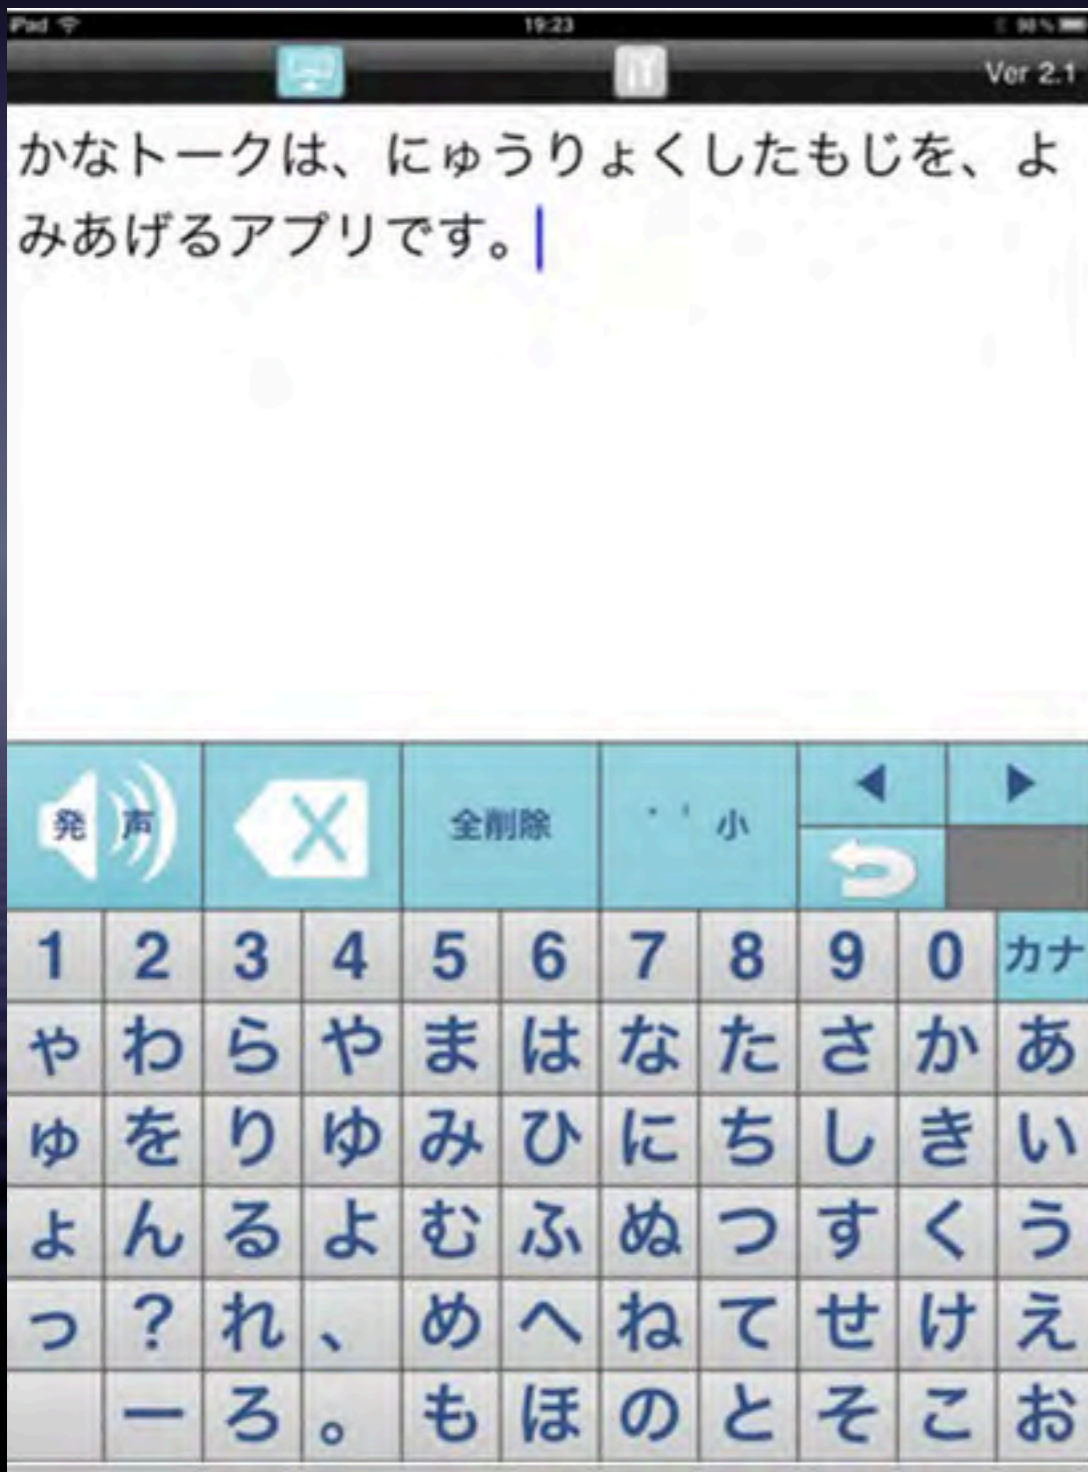 iPad 19:23 98%
Ver 2.1
かなトークは、にゅうりょくしたもじを、よ
みあげるアプリです。
発声 全削除 ゛゜小 ◀ ▶
1 2 3 4 5 6 7 8 9 0 カナ
ゃ わ ら や ま は な た さ か あ
ゅ を り ゆ み ひ に ち し き い
ょ ん る よ む ふ ぬ つ す く う
っ ? れ 、 め へ ね て せ け え
ー ろ 。 も ほ の と そ こ お